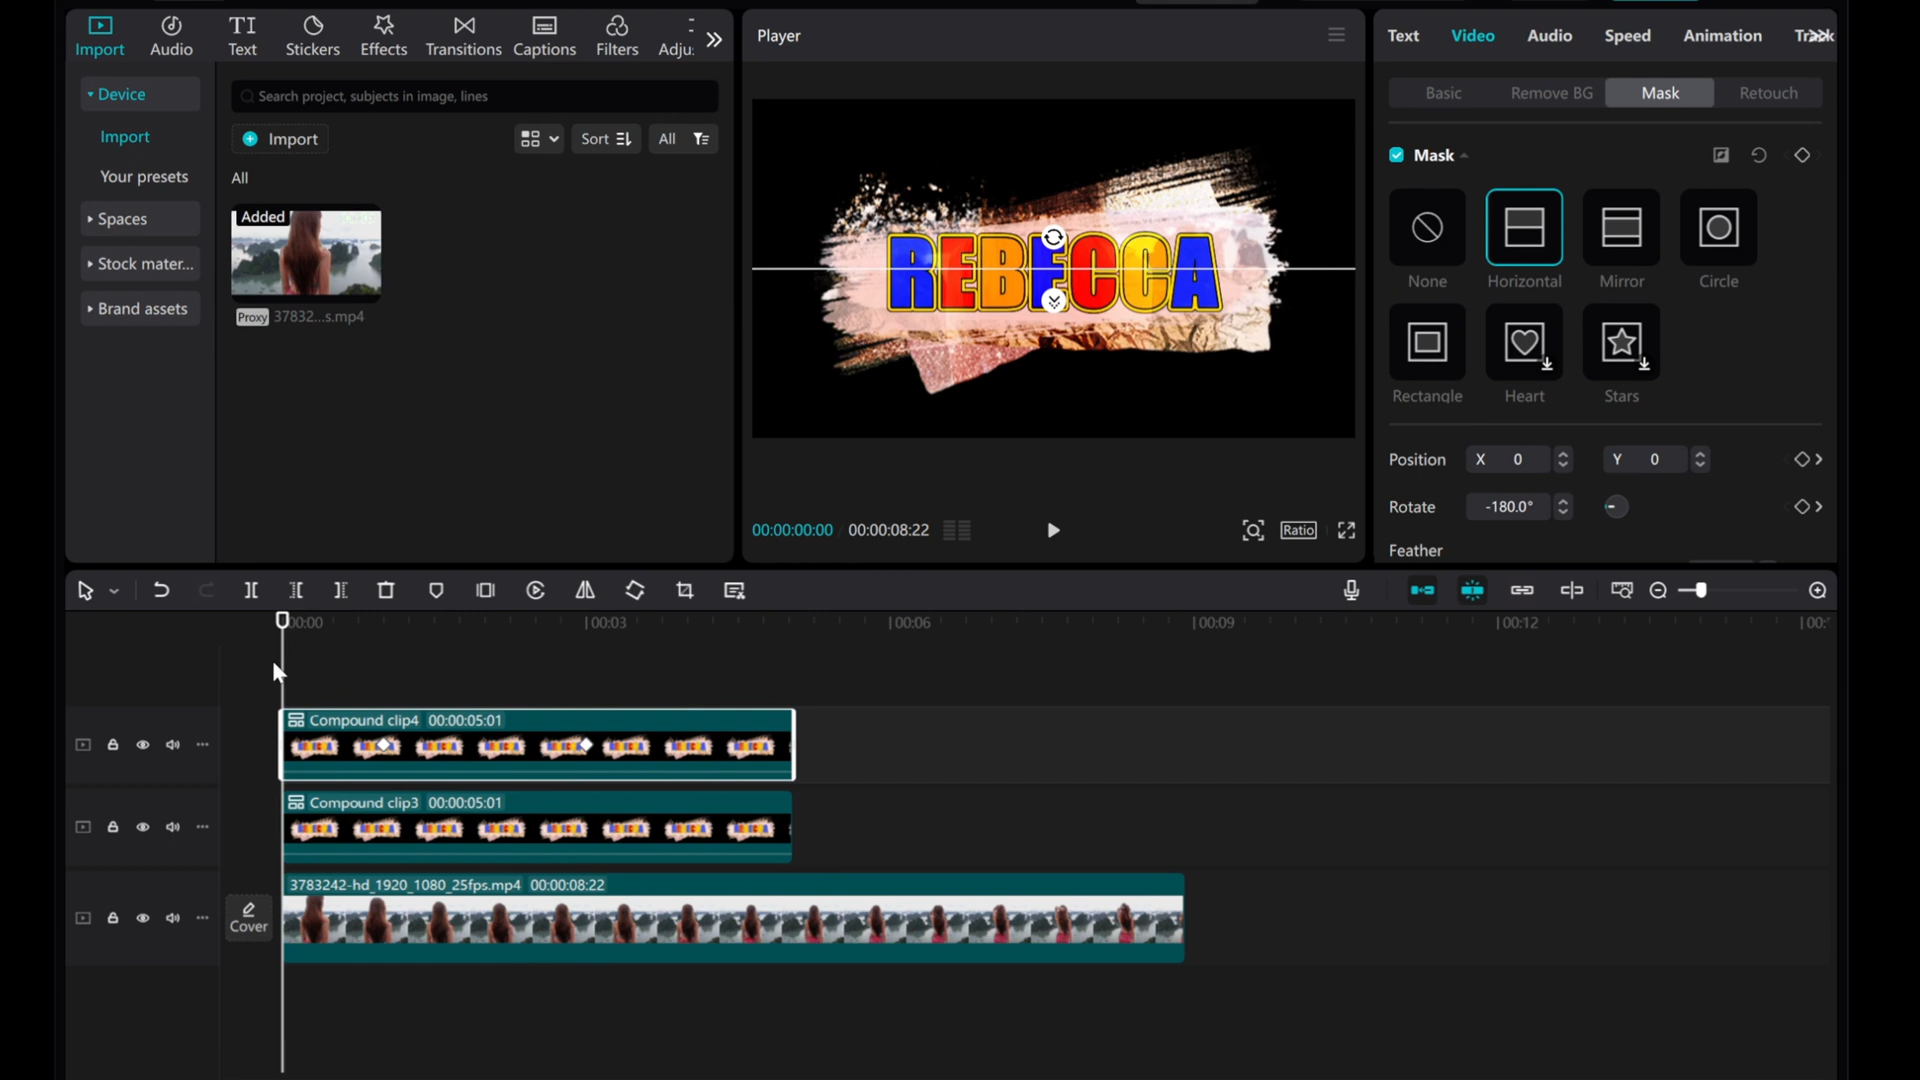 Import
Audio
Text
Stickers
Effects
Transitions
Captions
Filters
Adju
Device
Import
Your presets
Spaces
Stock mater...
Brand assets
Search project, subjects in image, lines
Import
Sort
All
All
Added
Proxy 37832...s.mp4
Player
REBECCA
00:00:00:00 00:00:08:22
Ratio
Text Video Audio Speed Animation Track
Basic Remove BG Mask Retouch
Mask
None Horizontal Mirror Circle
Rectangle Heart Stars
Position X 0 Y 0
Rotate -180.0°
Feather
00:00 00:03 00:06 00:09 00:12 00:
Compound clip4 00:00:05:01
Compound clip3 00:00:05:01
3783242-hd_1920_1080_25fps.mp4 00:00:08:22
Cover